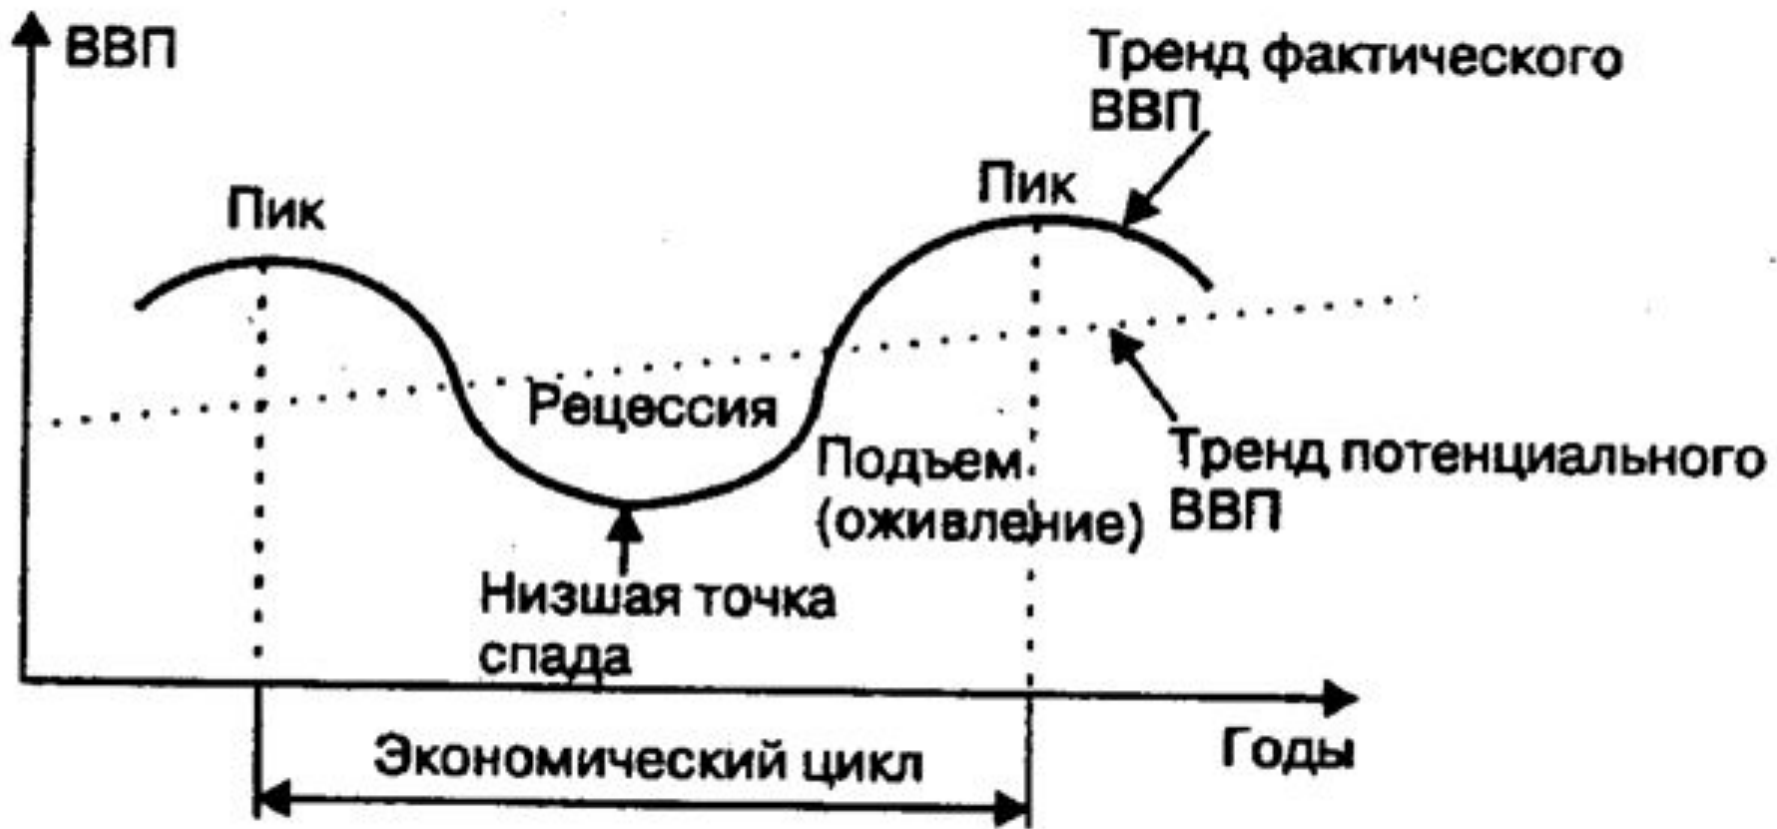 ВВП
Тренд фактического
ВВП
Пик
Пик
Рецессия
Подъем
(оживление)
Тренд потенциального
ВВП
Низшая точка
спада
Годы
Экономический цикл